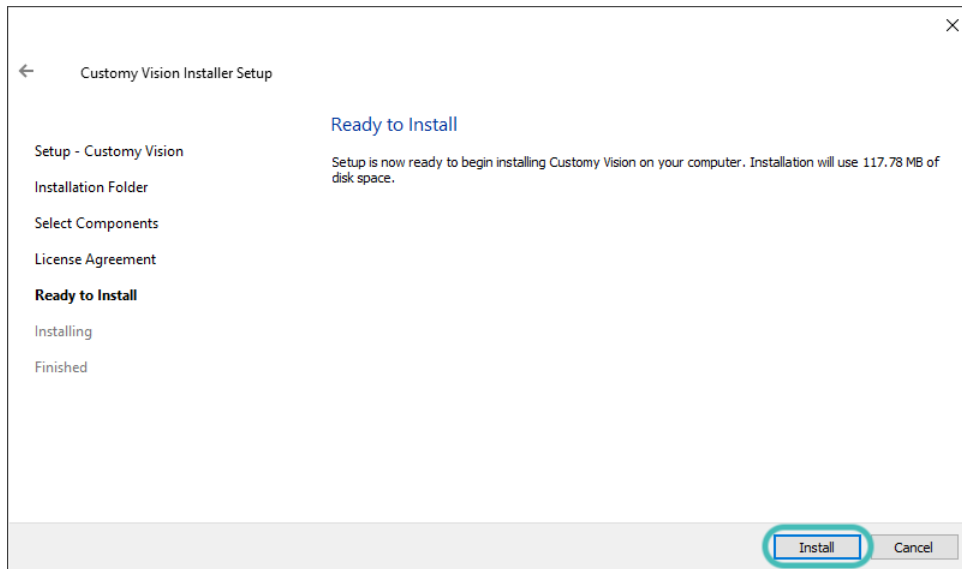 Customy Vision Installer Setup
Setup - Customy Vision
Installation Folder
Select Components
License Agreement
Ready to Install
Installing
Finished
Ready to Install
Setup is now ready to begin installing Customy Vision on your computer. Installation will use 117.78 MB of
disk space.
Install
Cancel